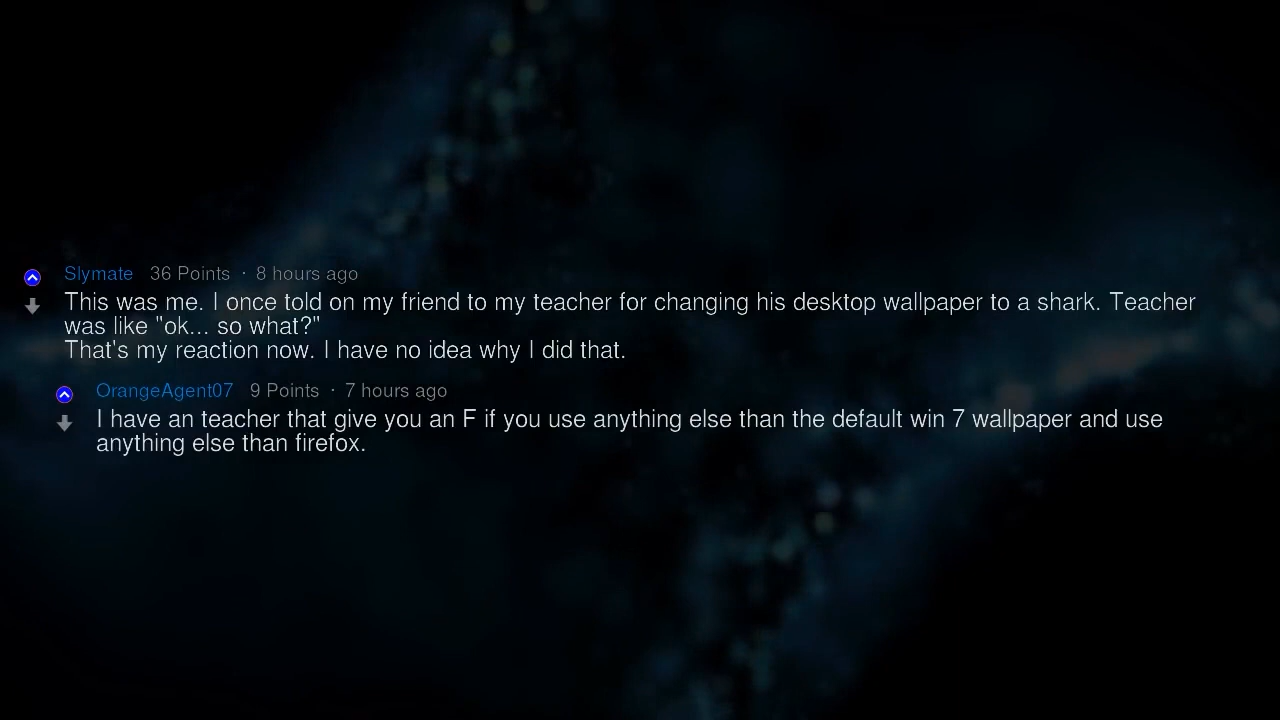 Slymate 36 Points · 8 hours ago
This was me. I once told on my friend to my teacher for changing his desktop wallpaper to a shark. Teacher
was like "ok... so what?"
That's my reaction now. I have no idea why I did that.
OrangeAgent07 9 Points · 7 hours ago
I have an teacher that give you an F if you use anything else than the default win 7 wallpaper and use
anything else than firefox.